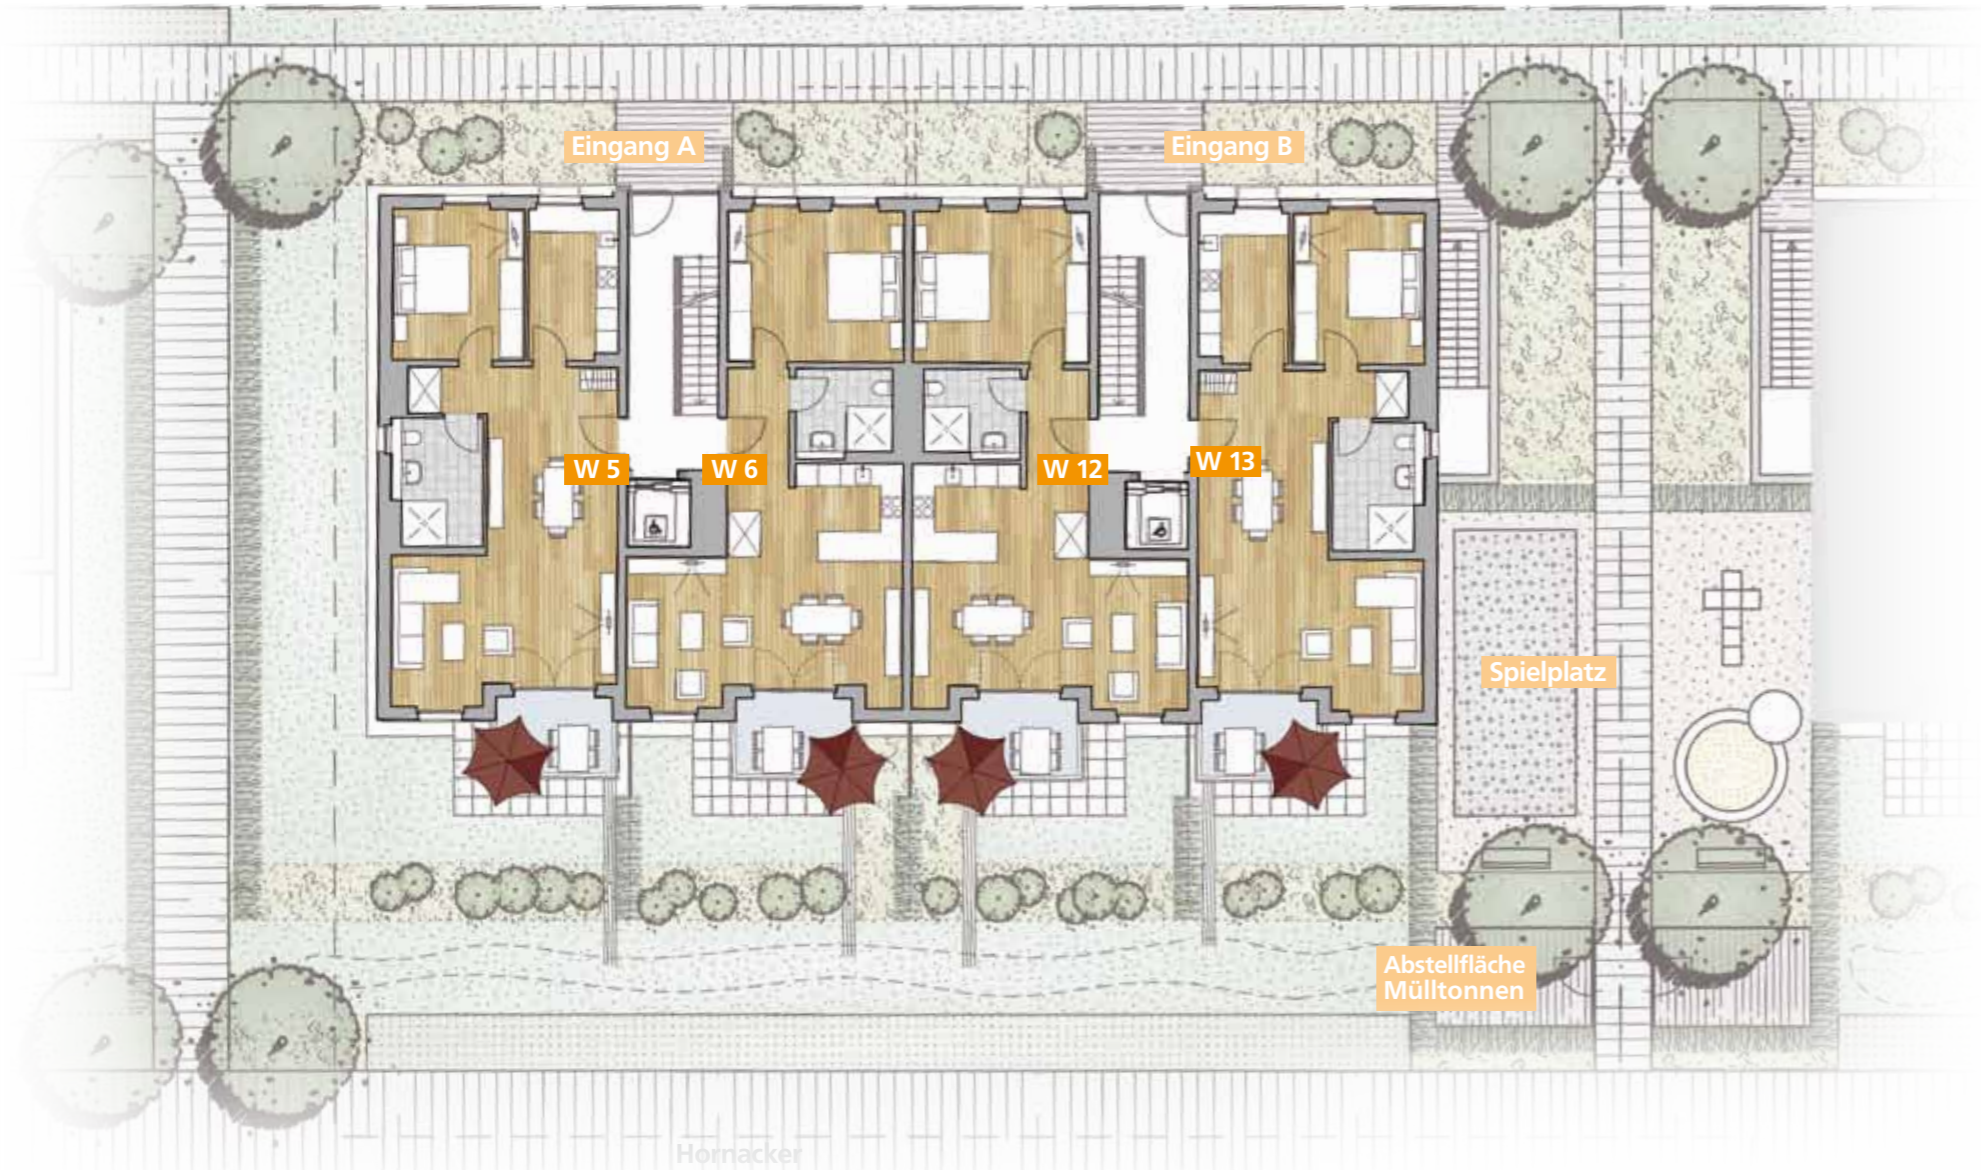 Eingang A
Eingang B
W 5
W 6
W 12
W 13
Spielplatz
Abstellfläche
Mülltonnen
Hornacker